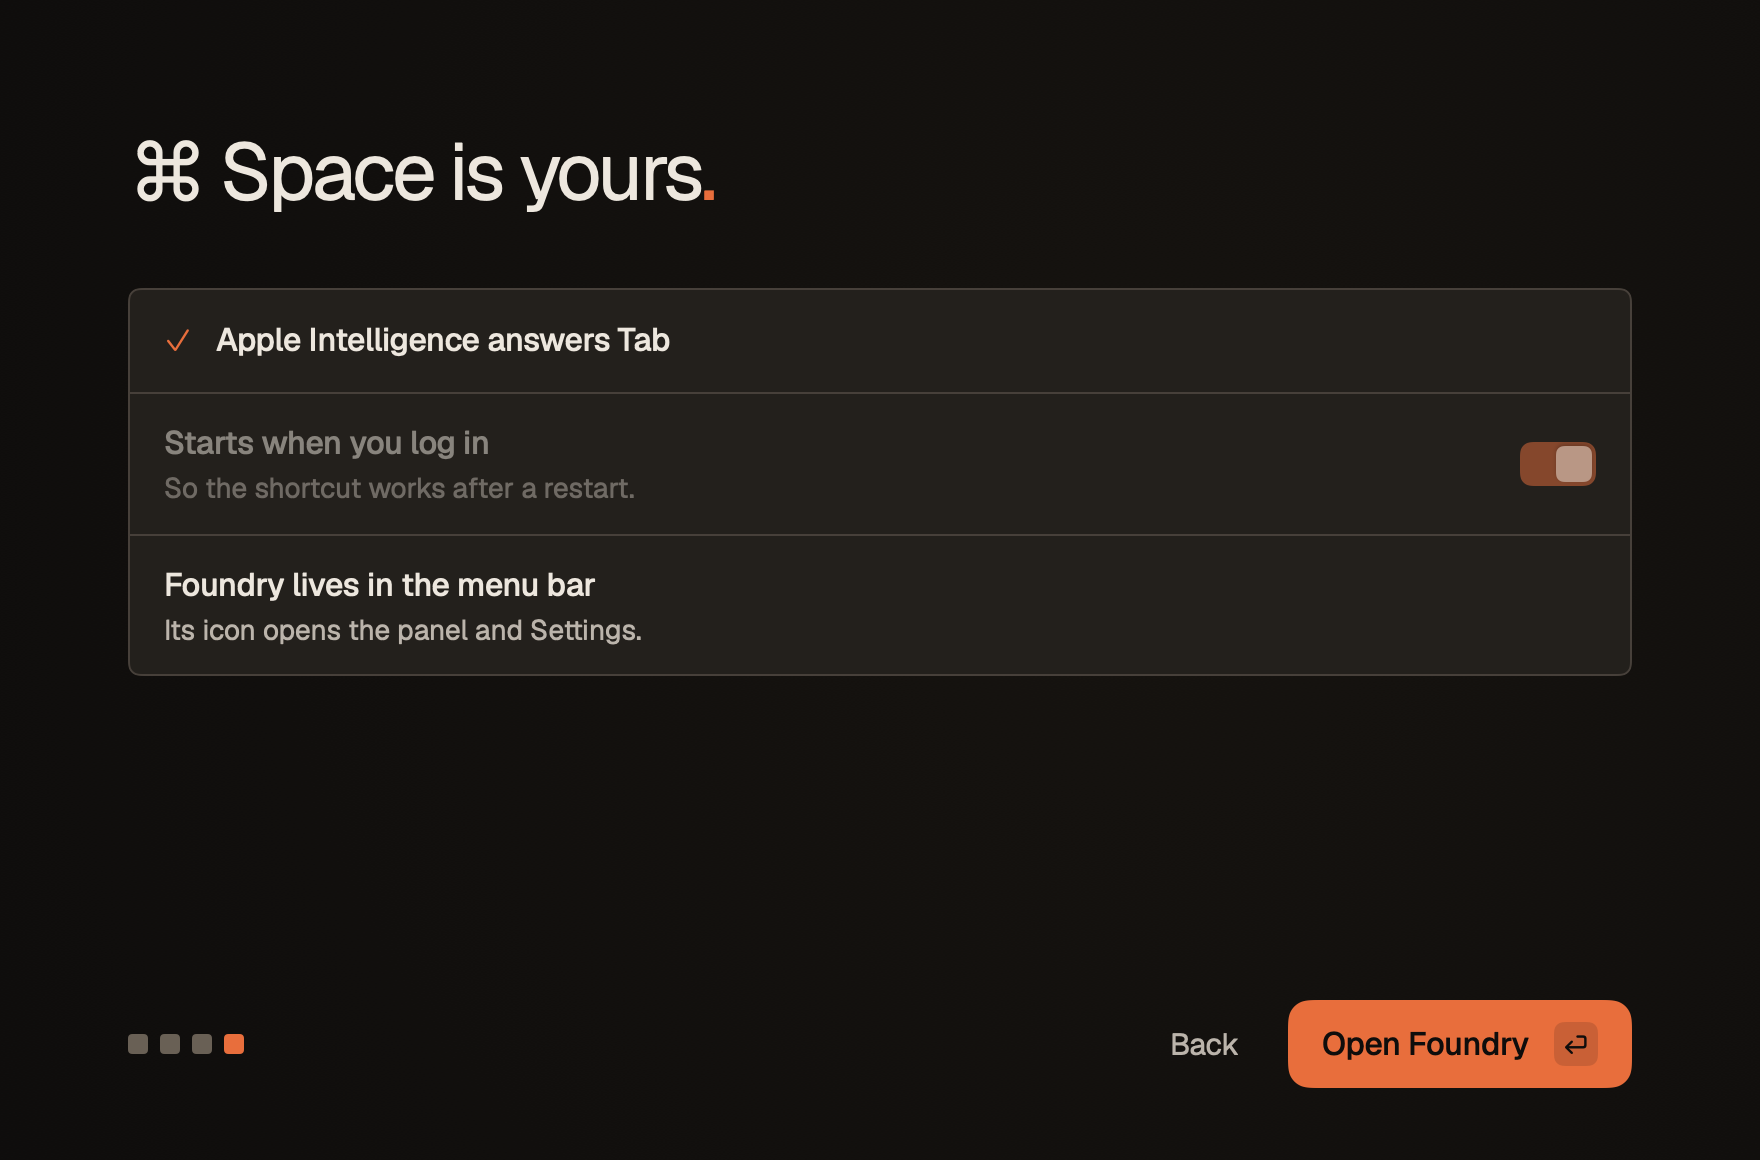 ⌘ Space is yours.
Apple Intelligence answers Tab
Starts when you log in
So the shortcut works after a restart.
Foundry lives in the menu bar
Its icon opens the panel and Settings.
Back
Open Foundry